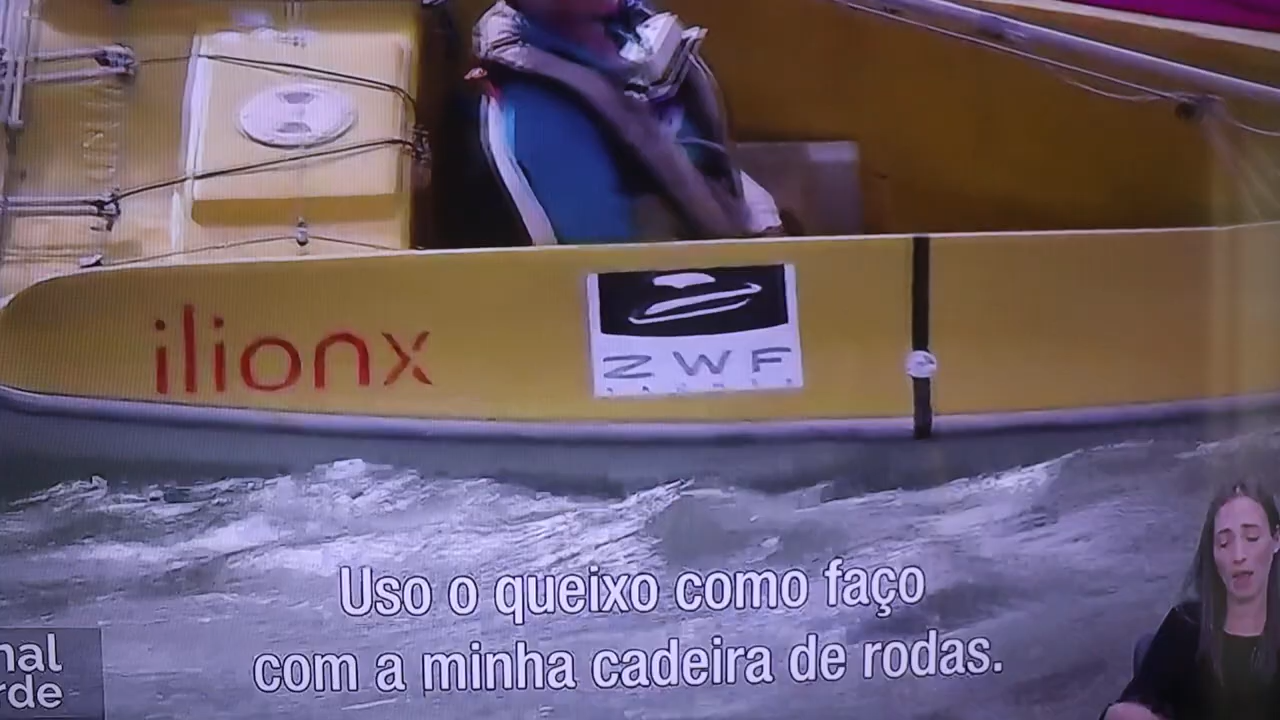 ilionx
ZWF
Uso o queixo como faço
com a minha cadeira de rodas.
nal
rde